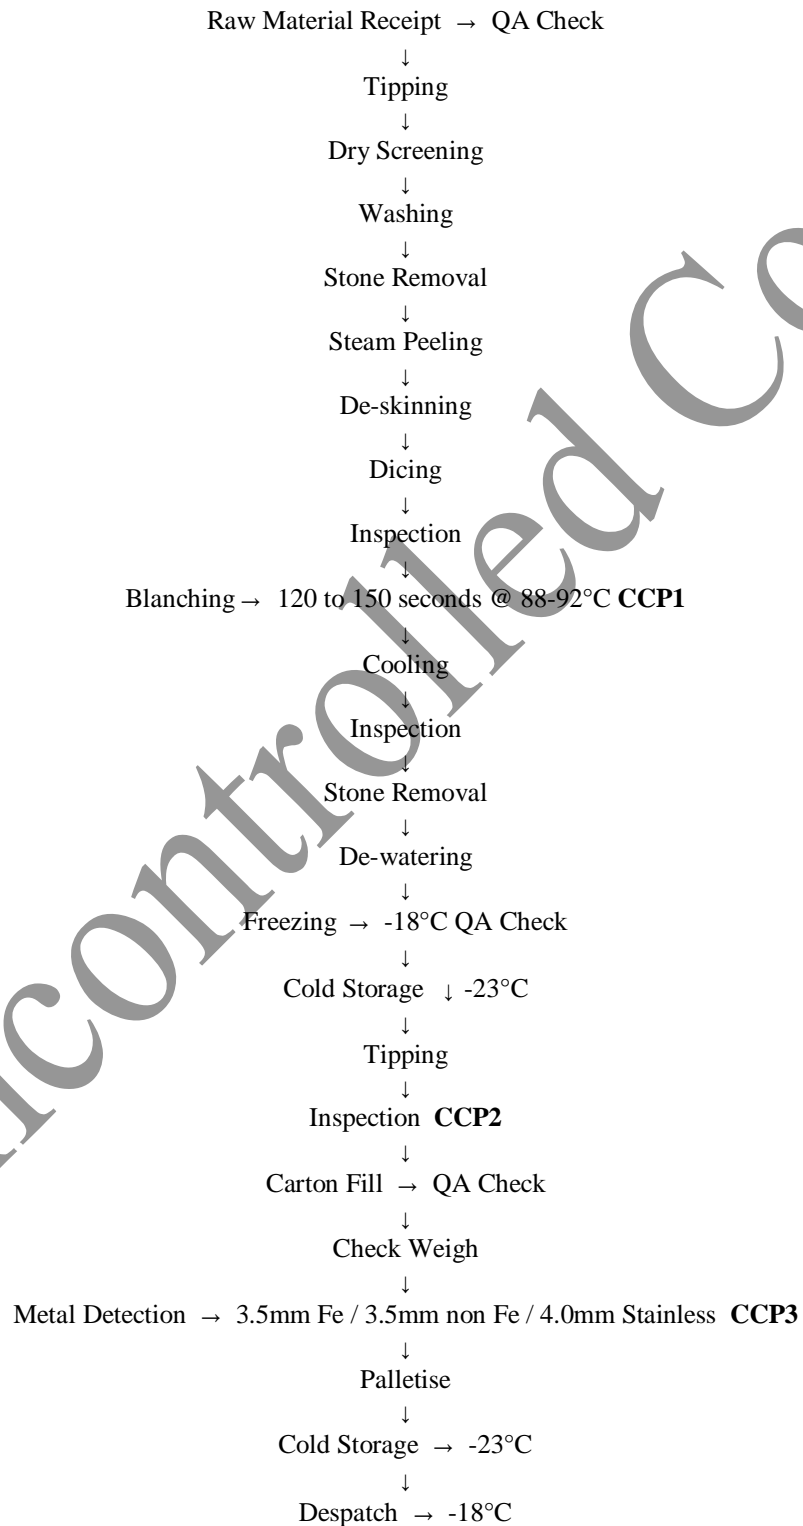 Raw Material Receipt → QA Check
↓
Tipping
↓
Dry Screening
↓
Washing
↓
Stone Removal
↓
Steam Peeling
↓
De-skinning
↓
Dicing
↓
Inspection
↓
Blanching → 120 to 150 seconds @ 88-92°C CCP1
↓
Cooling
↓
Inspection
↓
Stone Removal
↓
De-watering
↓
Freezing → -18°C QA Check
↓
Cold Storage ↓ -23°C
↓
Tipping
↓
Inspection CCP2
↓
Carton Fill → QA Check
↓
Check Weigh
↓
Metal Detection → 3.5mm Fe / 3.5mm non Fe / 4.0mm Stainless CCP3
↓
Palletise
↓
Cold Storage → -23°C
↓
Despatch → -18°C
ncontrolled Co